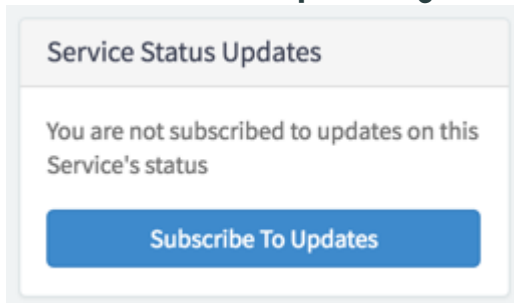 Service Status Updates
You are not subscribed to updates on this
Service's status
Subscribe To Updates